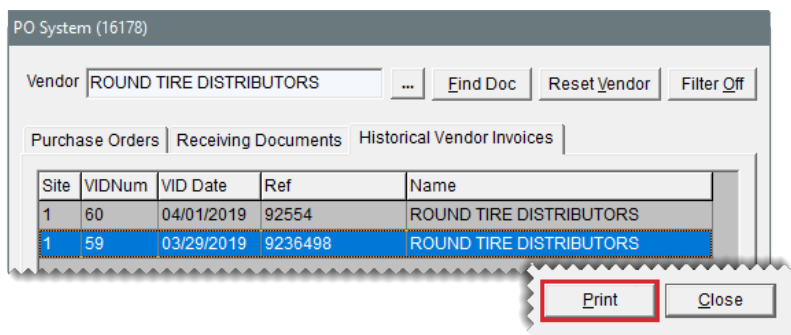 PO System (16178)
Vendor ROUND TIRE DISTRIBUTORS ... Find Doc Reset Vendor Filter Off
Purchase Orders Receiving Documents Historical Vendor Invoices
Site VIDNum VID Date Ref Name
1 60 04/01/2019 92554 ROUND TIRE DISTRIBUTORS
1 59 03/29/2019 9236498 ROUND TIRE DISTRIBUTORS
Print Close